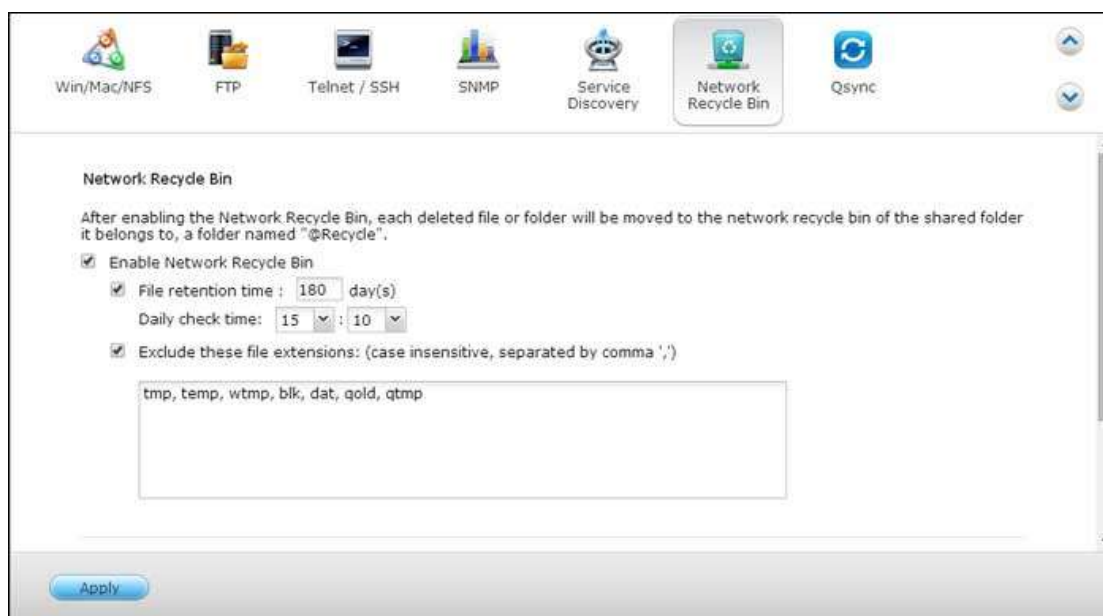 Win/Mac/NFS
FTP
Telnet / SSH
SNMP
Service
Discovery
Network
Recycle Bin
Qsync
Network Recycle Bin
After enabling the Network Recycle Bin, each deleted file or folder will be moved to the network recycle bin of the shared folder
it belongs to, a folder named "@Recycle".
Enable Network Recycle Bin
File retention time : 180 day(s)
Daily check time: 15 : 10
Exclude these file extensions: (case insensitive, separated by comma ',')
tmp, temp, wtmp, blk, dat, qold, qtmp
Apply